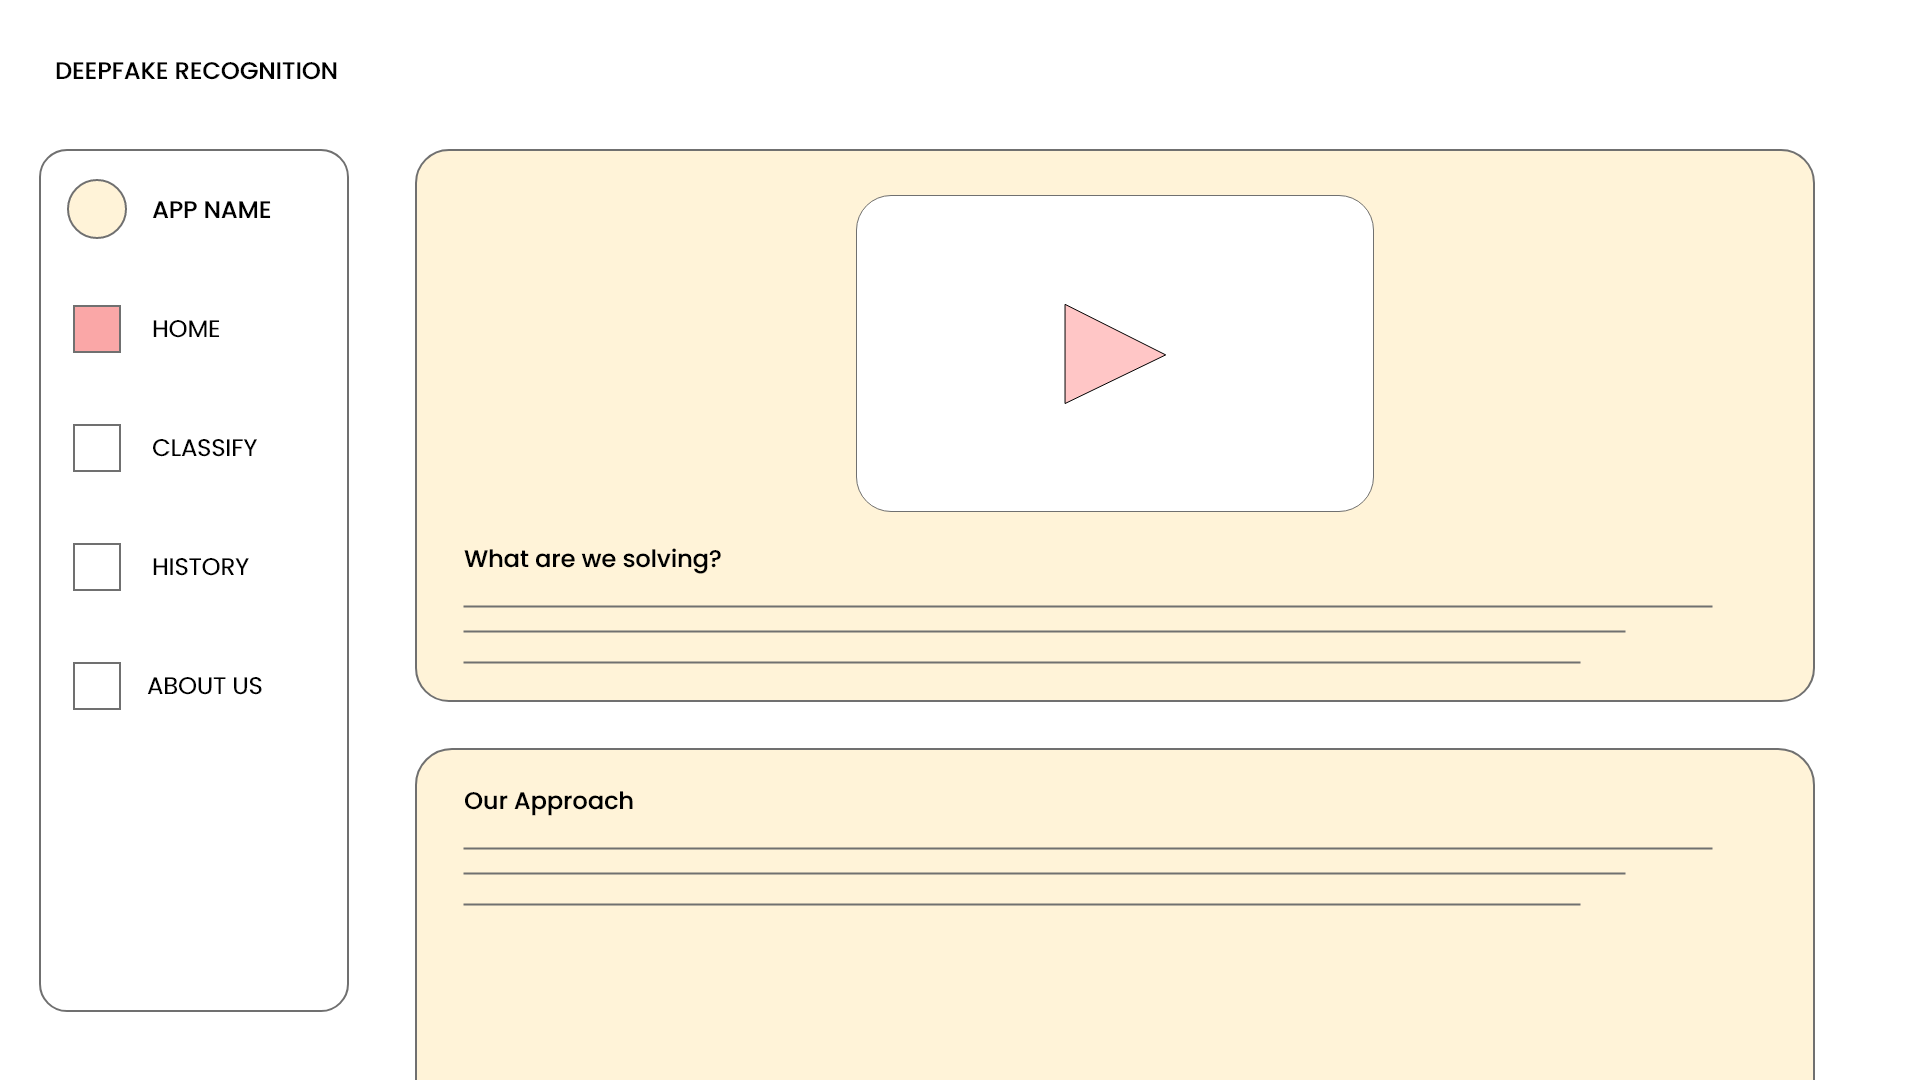 DEEPFAKE RECOGNITION
APP NAME
HOME
CLASSIFY
HISTORY
ABOUT US
What are we solving?
Our Approach